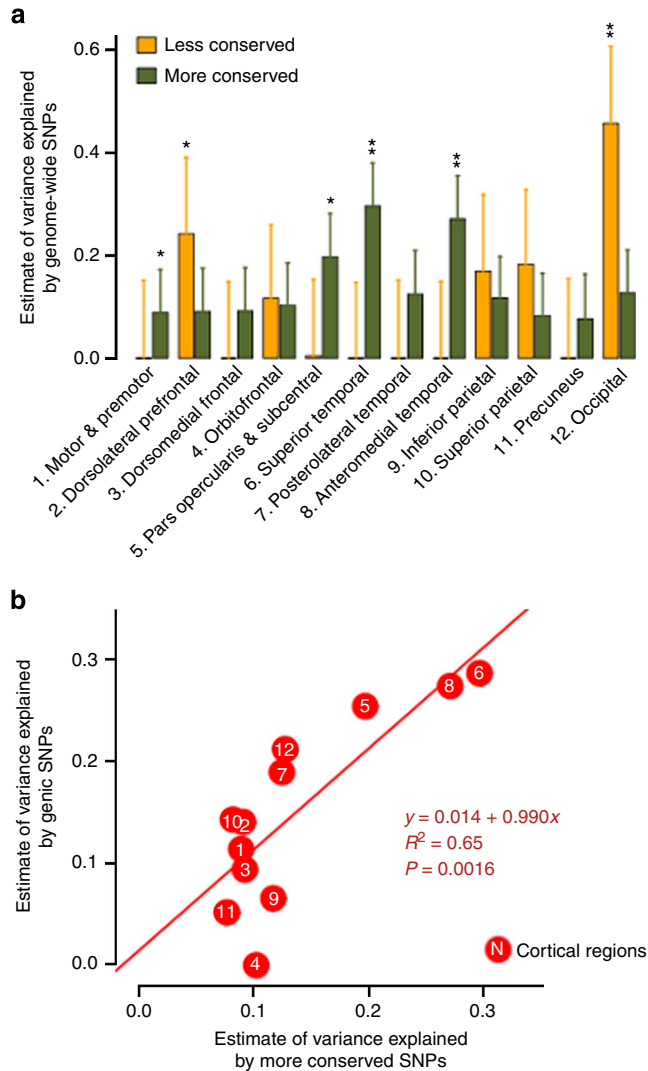 a
Estimate of variance explained
by genome-wide SNPs
0.6
0.4
0.2
0.0
Less conserved
More conserved
*
*
*
**
**
**
1. Motor & premotor
2. Dorsolateral prefrontal
3. Dorsomedial frontal
4. Orbitofrontal
5. Pars opercularis & subcentral
6. Superior temporal
7. Posterolateral temporal
8. Anteromedial temporal
9. Inferior parietal
10. Superior parietal
11. Precuneus
12. Occipital
b
Estimate of variance explained
by genic SNPs
0.3
0.2
0.1
0.0
6
8
5
12
7
10
2
1
3
9
11
4
y = 0.014 + 0.990x
R² = 0.65
P = 0.0016
N Cortical regions
0.0 0.1 0.2 0.3
Estimate of variance explained
by more conserved SNPs